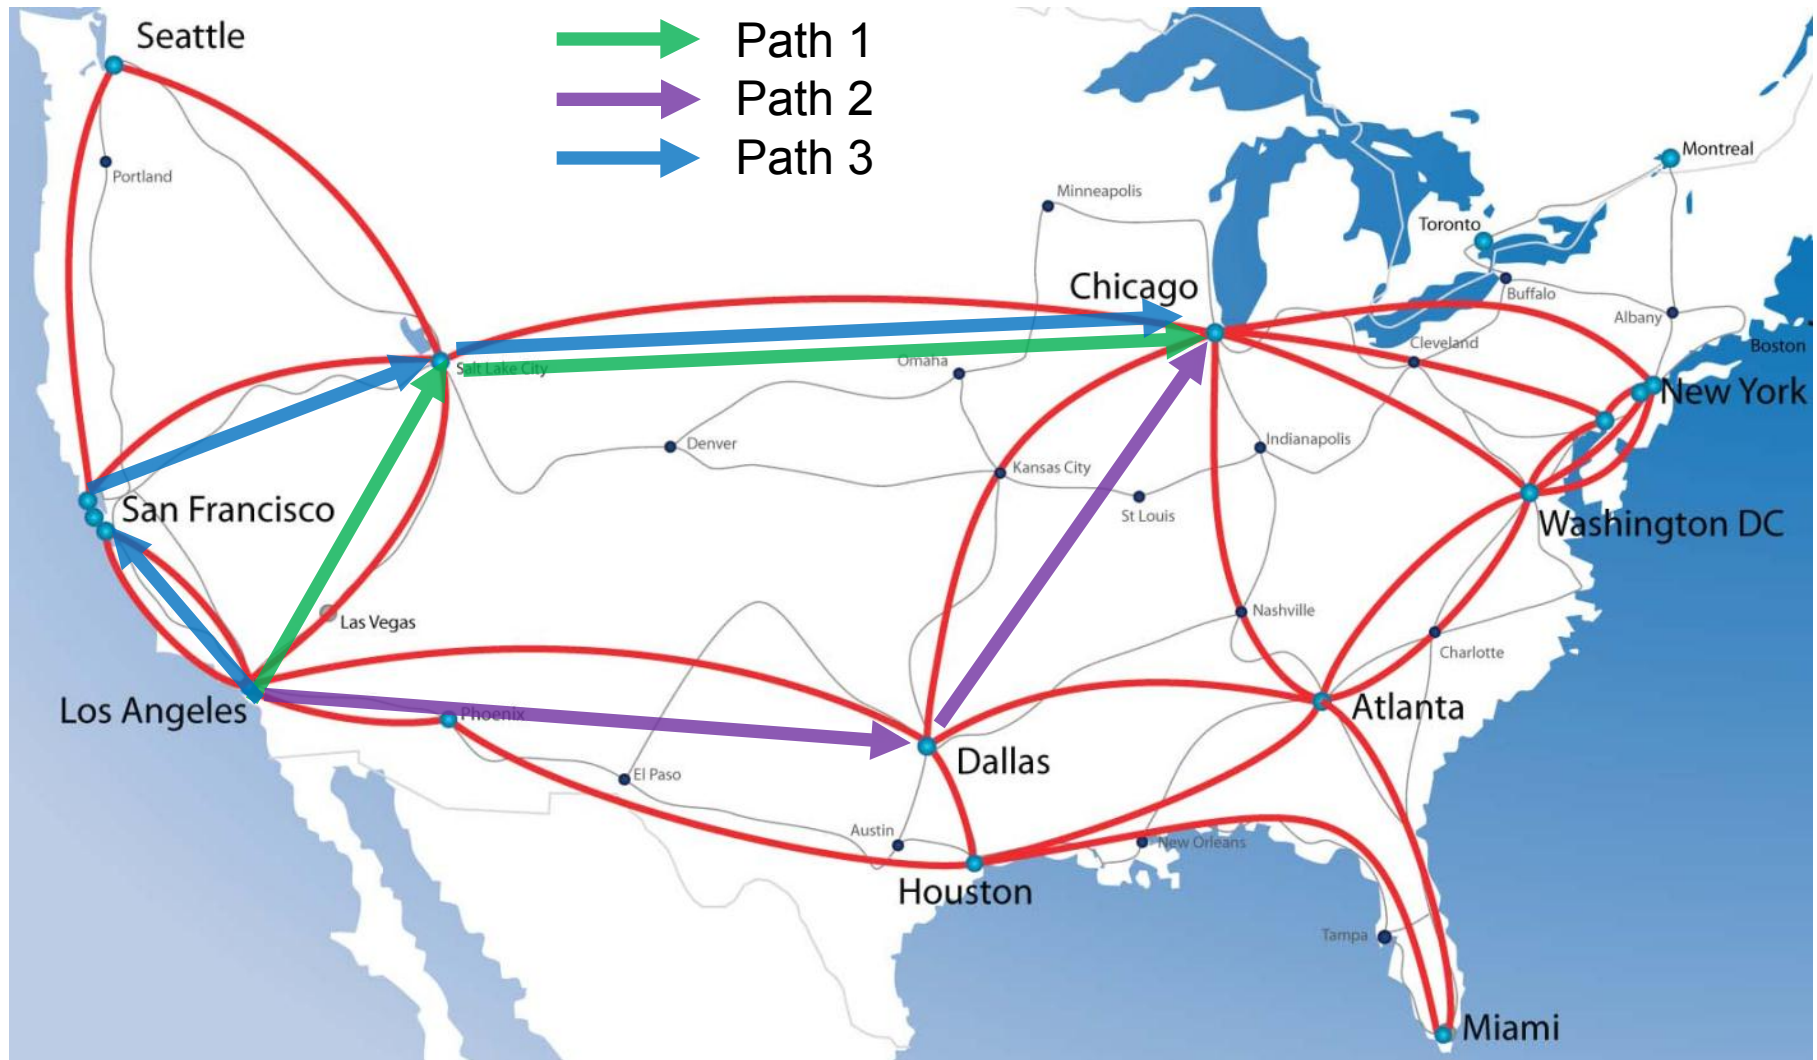 Seattle
Path 1
Path 2
Path 3
Portland
Montreal
Minneapolis
Toronto
Chicago
Buffalo
Albany
Boston
Cleveland
Omaha
Salt Lake City
New York
Denver
Indianapolis
Kansas City
St Louis
San Francisco
Washington DC
Las Vegas
Nashville
Charlotte
Los Angeles
Phoenix
Atlanta
Dallas
El Paso
Austin
New Orleans
Houston
Tampa
Miami